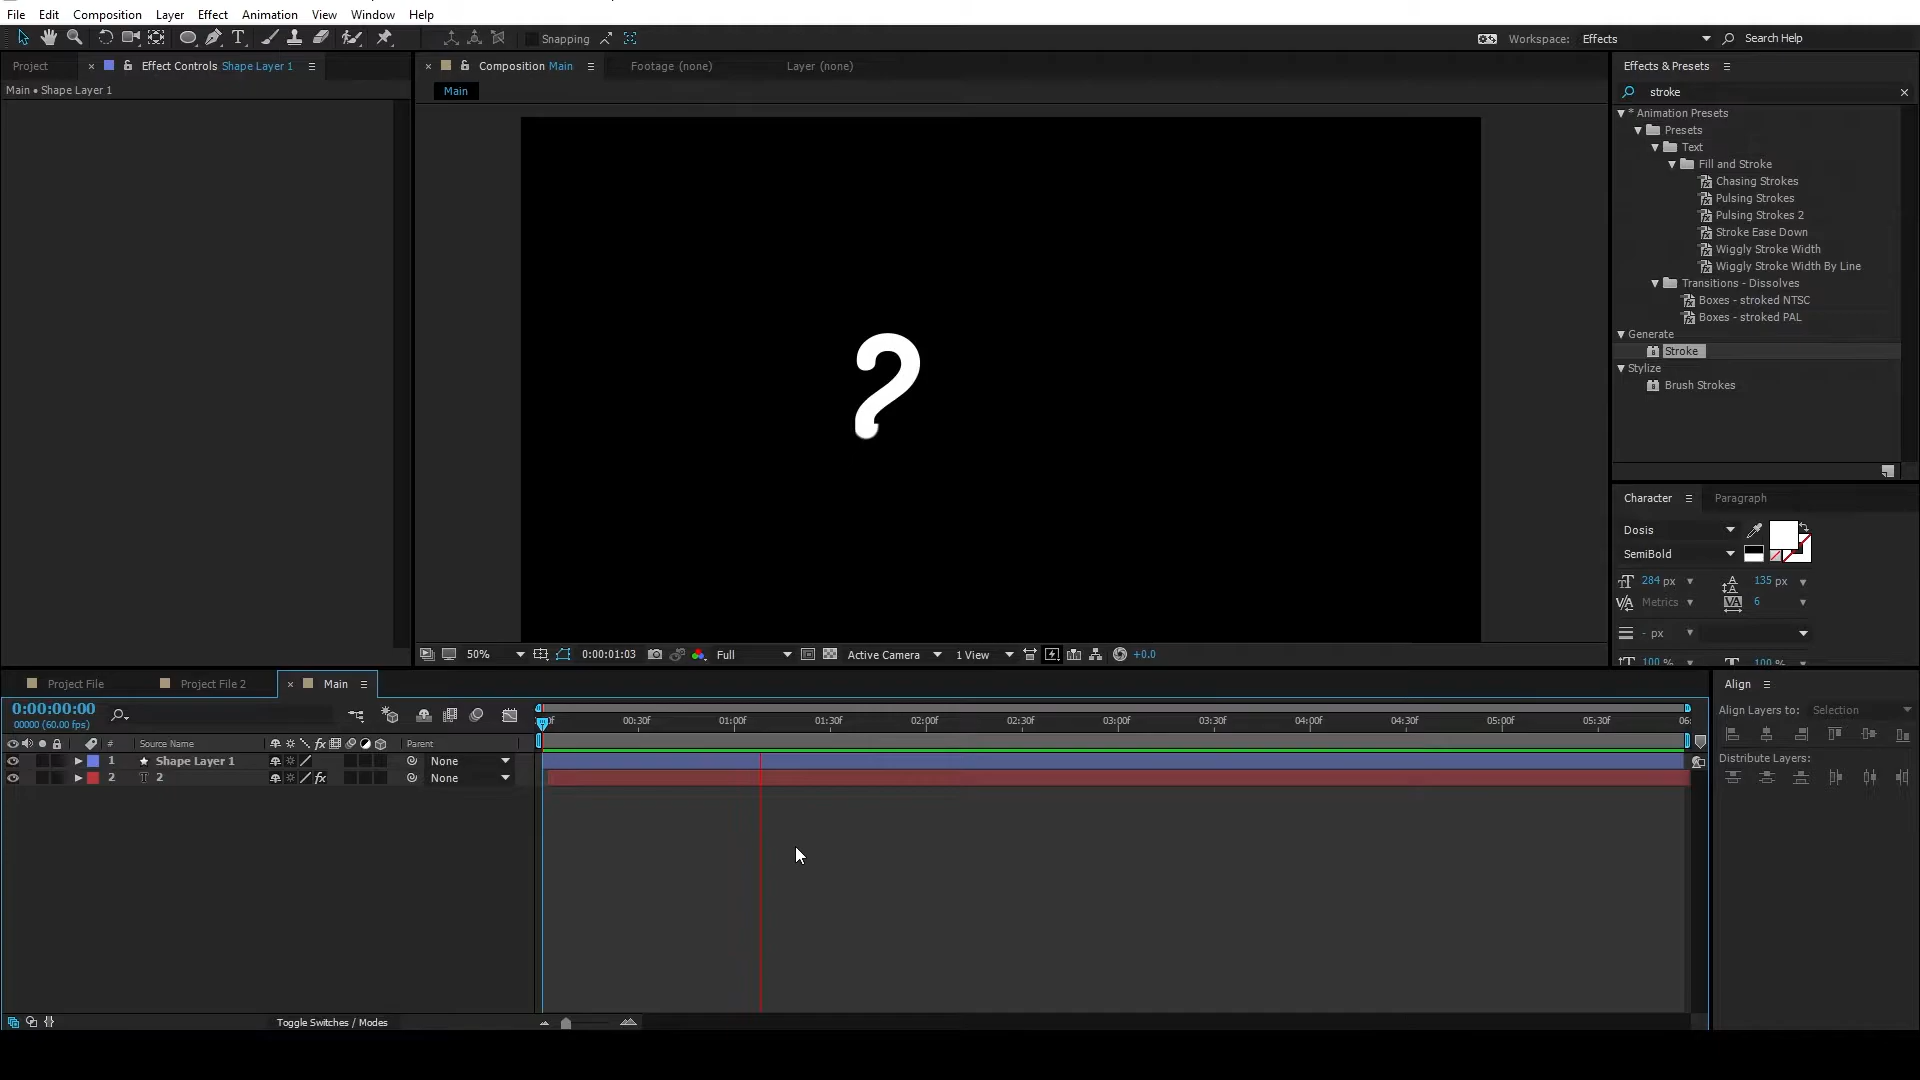 File Edit Composition Layer Effect Animation View Window Help
Snapping
Workspace: Effects
Search Help
Project
Effect Controls Shape Layer 1
Composition Main
Footage (none)
Layer (none)
Effects & Presets
Main • Shape Layer 1
Main
stroke
* Animation Presets
Presets
Text
Fill and Stroke
Chasing Strokes
Pulsing Strokes
Pulsing Strokes 2
Stroke Ease Down
Wiggly Stroke Width
Wiggly Stroke Width By Line
Transitions - Dissolves
Boxes - stroked NTSC
Boxes - stroked PAL
Generate
Stroke
Stylize
Brush Strokes
Character
Paragraph
Dosis
SemiBold
284 px
135 px
Metrics
6
- px
100 %
100 %
50%
0:00:01:03
Full
Active Camera
1 View
+0.0
Project File
Project File 2
Main
Align
0:00:00:00
00000 (60.00 fps)
00:30f 01:00f 01:30f 02:00f 02:30f 03:00f 03:30f 04:00f 04:30f 05:00f 05:30f
Align Layers to: Selection
# Source Name
Parent
1 Shape Layer 1
None
2 T 2
None
Distribute Layers:
Toggle Switches / Modes